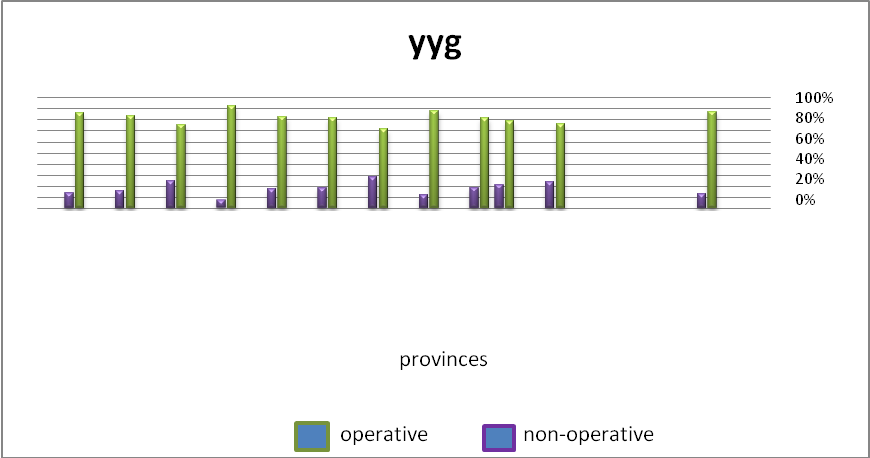 yyg
100%
80%
60%
40%
20%
0%
provinces
operative
non-operative